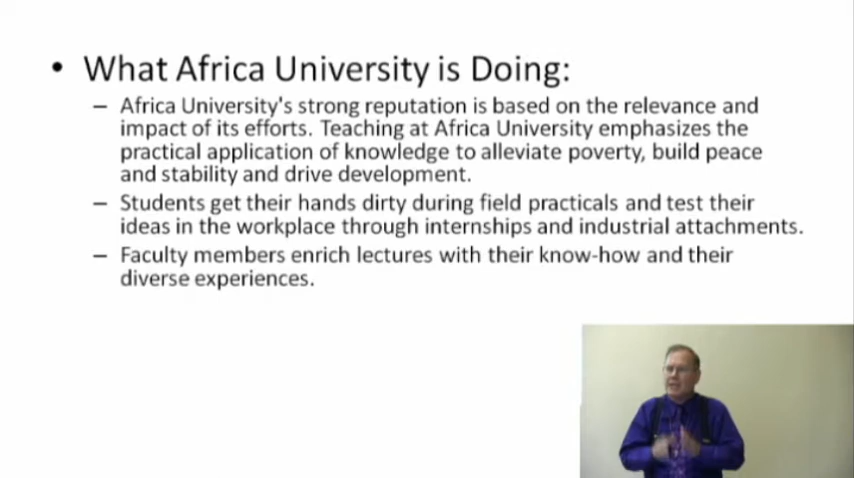 • What Africa University is Doing:
– Africa University's strong reputation is based on the relevance and
impact of its efforts. Teaching at Africa University emphasizes the
practical application of knowledge to alleviate poverty, build peace
and stability and drive development.
– Students get their hands dirty during field practicals and test their
ideas in the workplace through internships and industrial attachments.
– Faculty members enrich lectures with their know-how and their
diverse experiences.